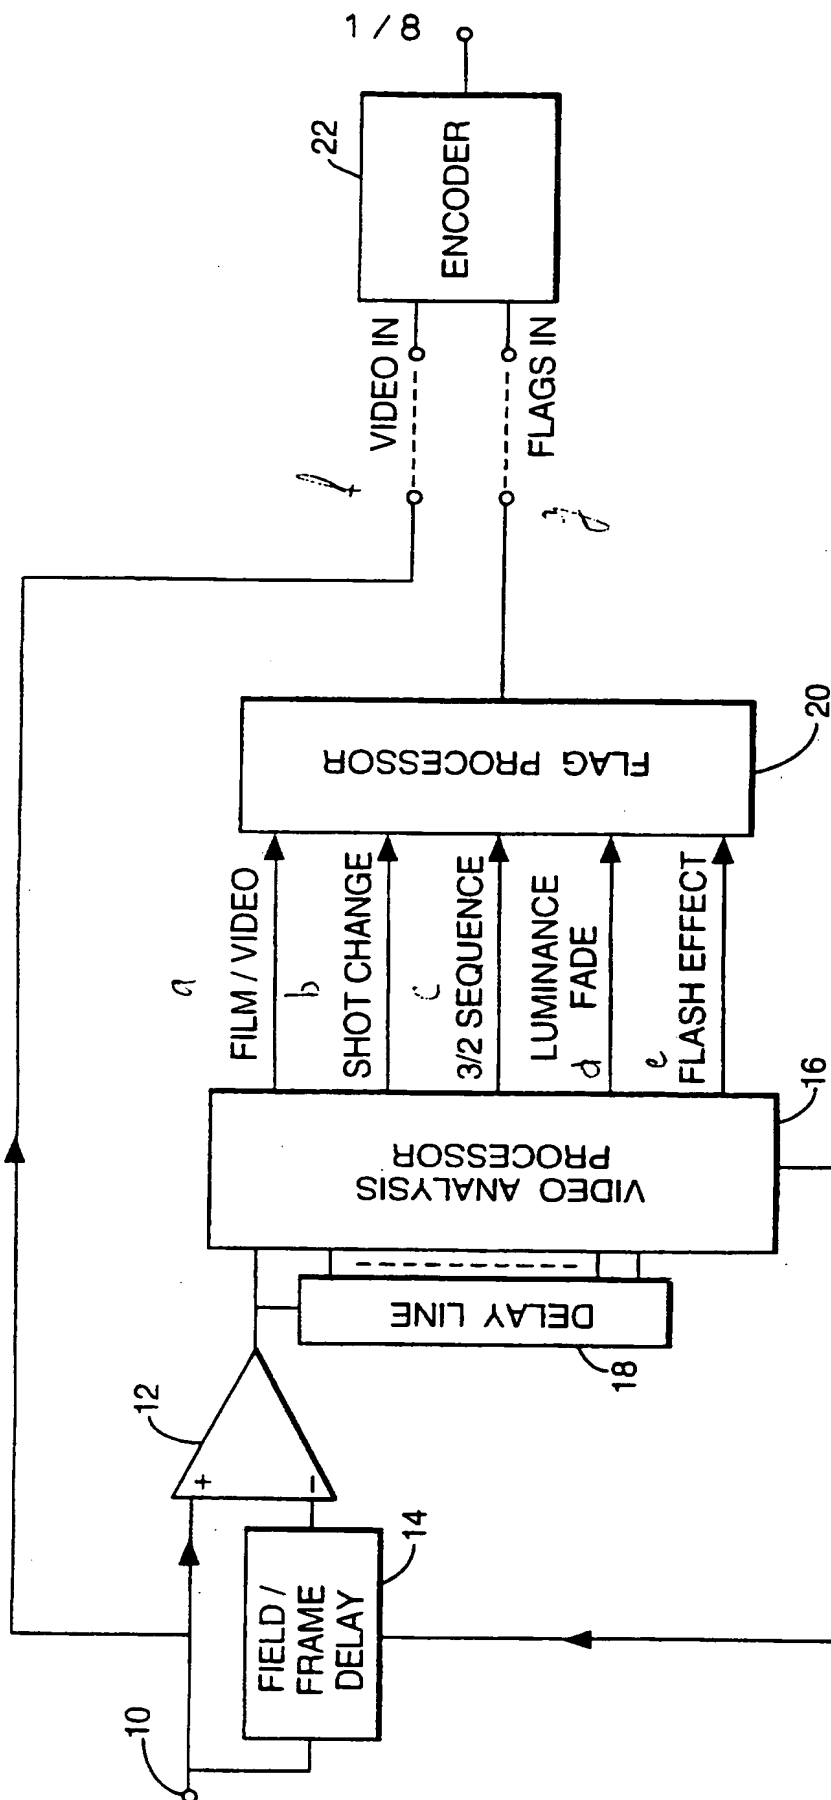 10
FIELD /
FRAME
DELAY
14
+
−
12
DELAY LINE
18
VIDEO ANALYSIS
PROCESSOR
16
a
FILM / VIDEO
b
SHOT CHANGE
c
3/2 SEQUENCE
LUMINANCE
d FADE
e
FLASH EFFECT
FLAG PROCESSOR
20
VIDEO IN
FLAGS IN
ENCODER
22
1 / 8